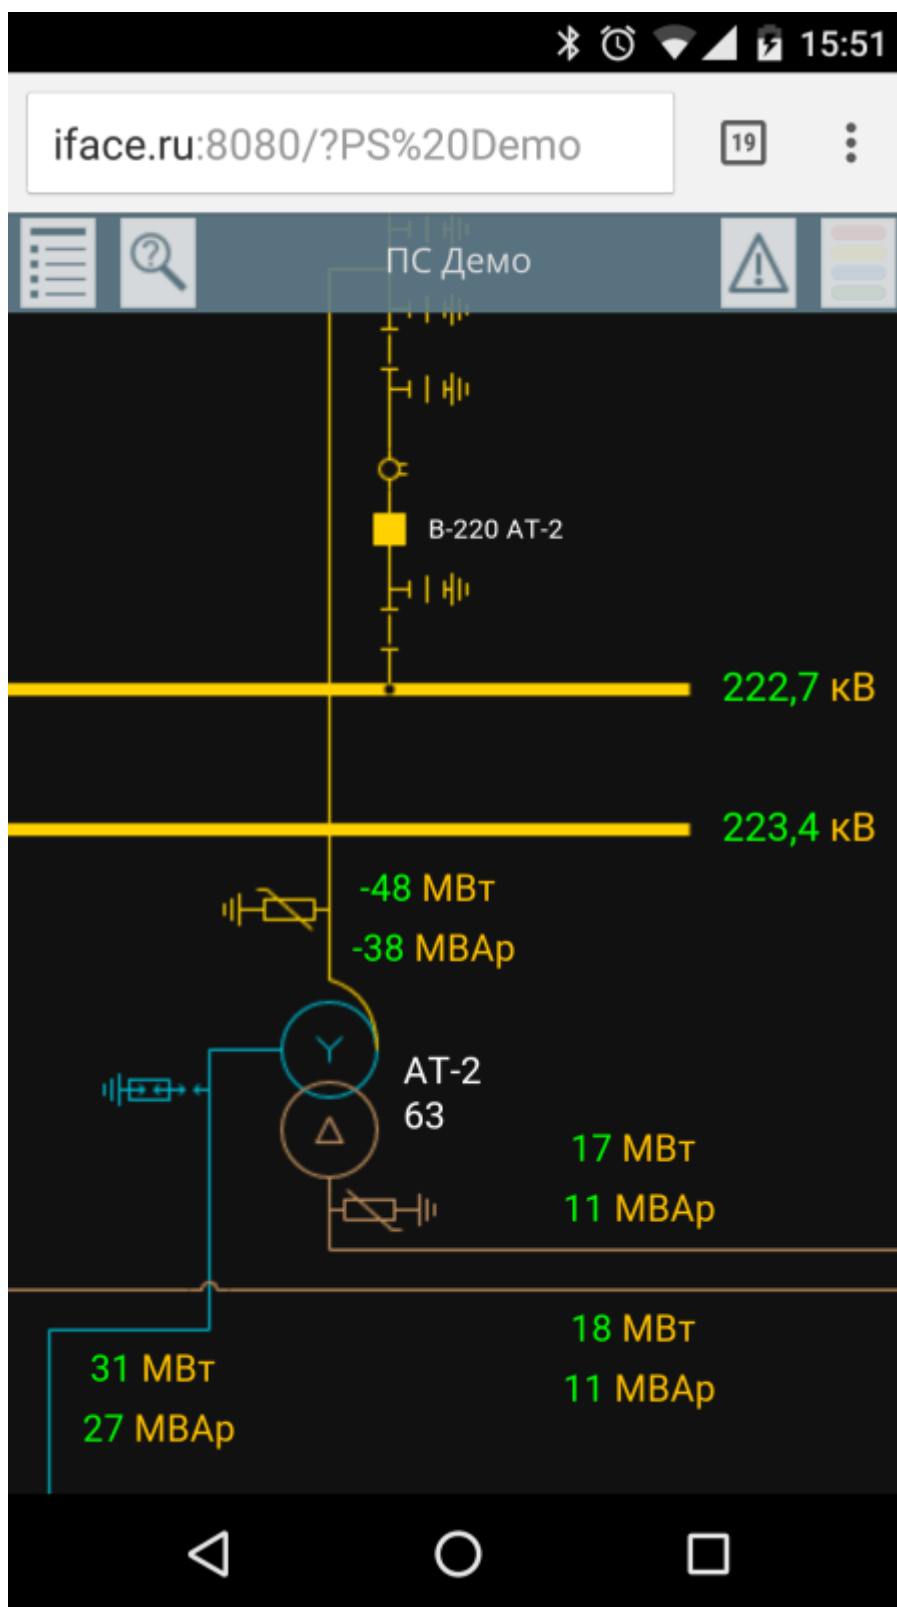 15:51
iface.ru:8080/?PS%20Demo
19
ПС Демо
В-220 АТ-2
222,7 кВ
223,4 кВ
-48 МВт
-38 МВАр
АТ-2
63
17 МВт
11 МВАр
18 МВт
11 МВАр
31 МВт
27 МВАр